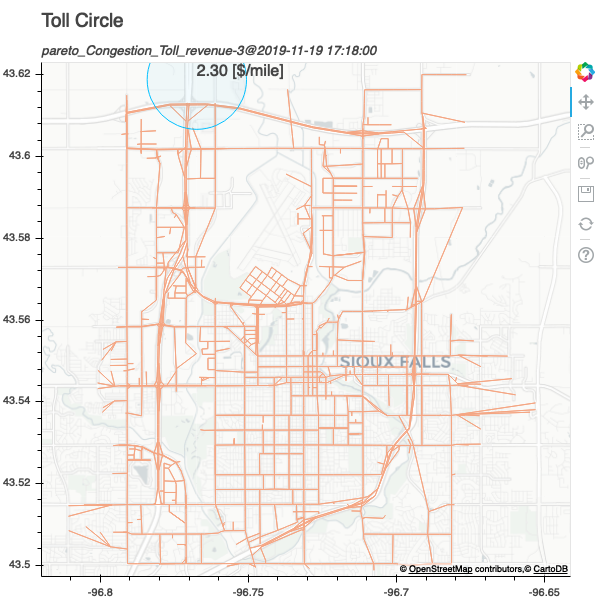 Toll Circle
pareto_Congestion_Toll_revenue-3@2019-11-19 17:18:00
2.30 [$/mile]
43.62
43.6
43.58
43.56
SIOUX FALLS
43.54
43.52
43.5
© OpenStreetMap contributors,© CartoDB
-96.8
-96.75
-96.7
-96.65